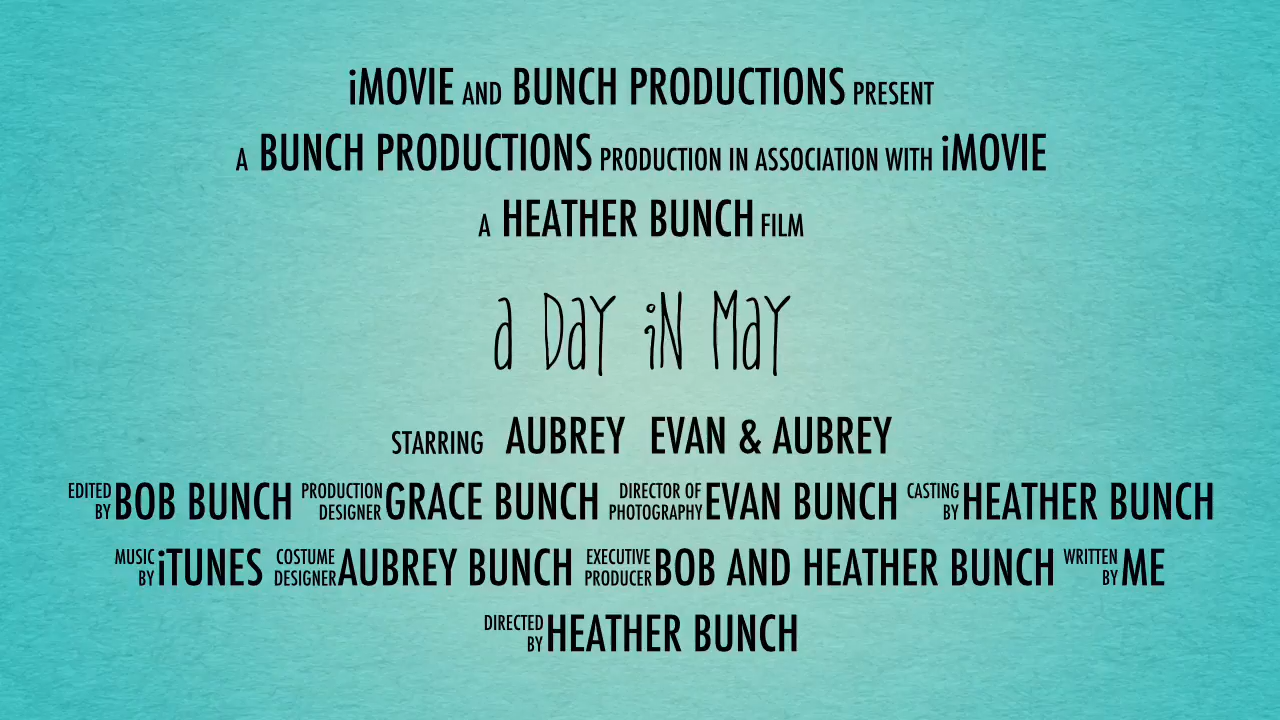 iMOVIE AND BUNCH PRODUCTIONS PRESENT
A BUNCH PRODUCTIONS PRODUCTION IN ASSOCIATION WITH iMOVIE
A HEATHER BUNCH FILM
a Day iN May
STARRING AUBREY EVAN & AUBREY
EDITED BY BOB BUNCH PRODUCTION DESIGNER GRACE BUNCH DIRECTOR OF PHOTOGRAPHY EVAN BUNCH CASTING BY HEATHER BUNCH
MUSIC BY iTUNES COSTUME DESIGNER AUBREY BUNCH EXECUTIVE PRODUCER BOB AND HEATHER BUNCH WRITTEN BY ME
DIRECTED BY HEATHER BUNCH